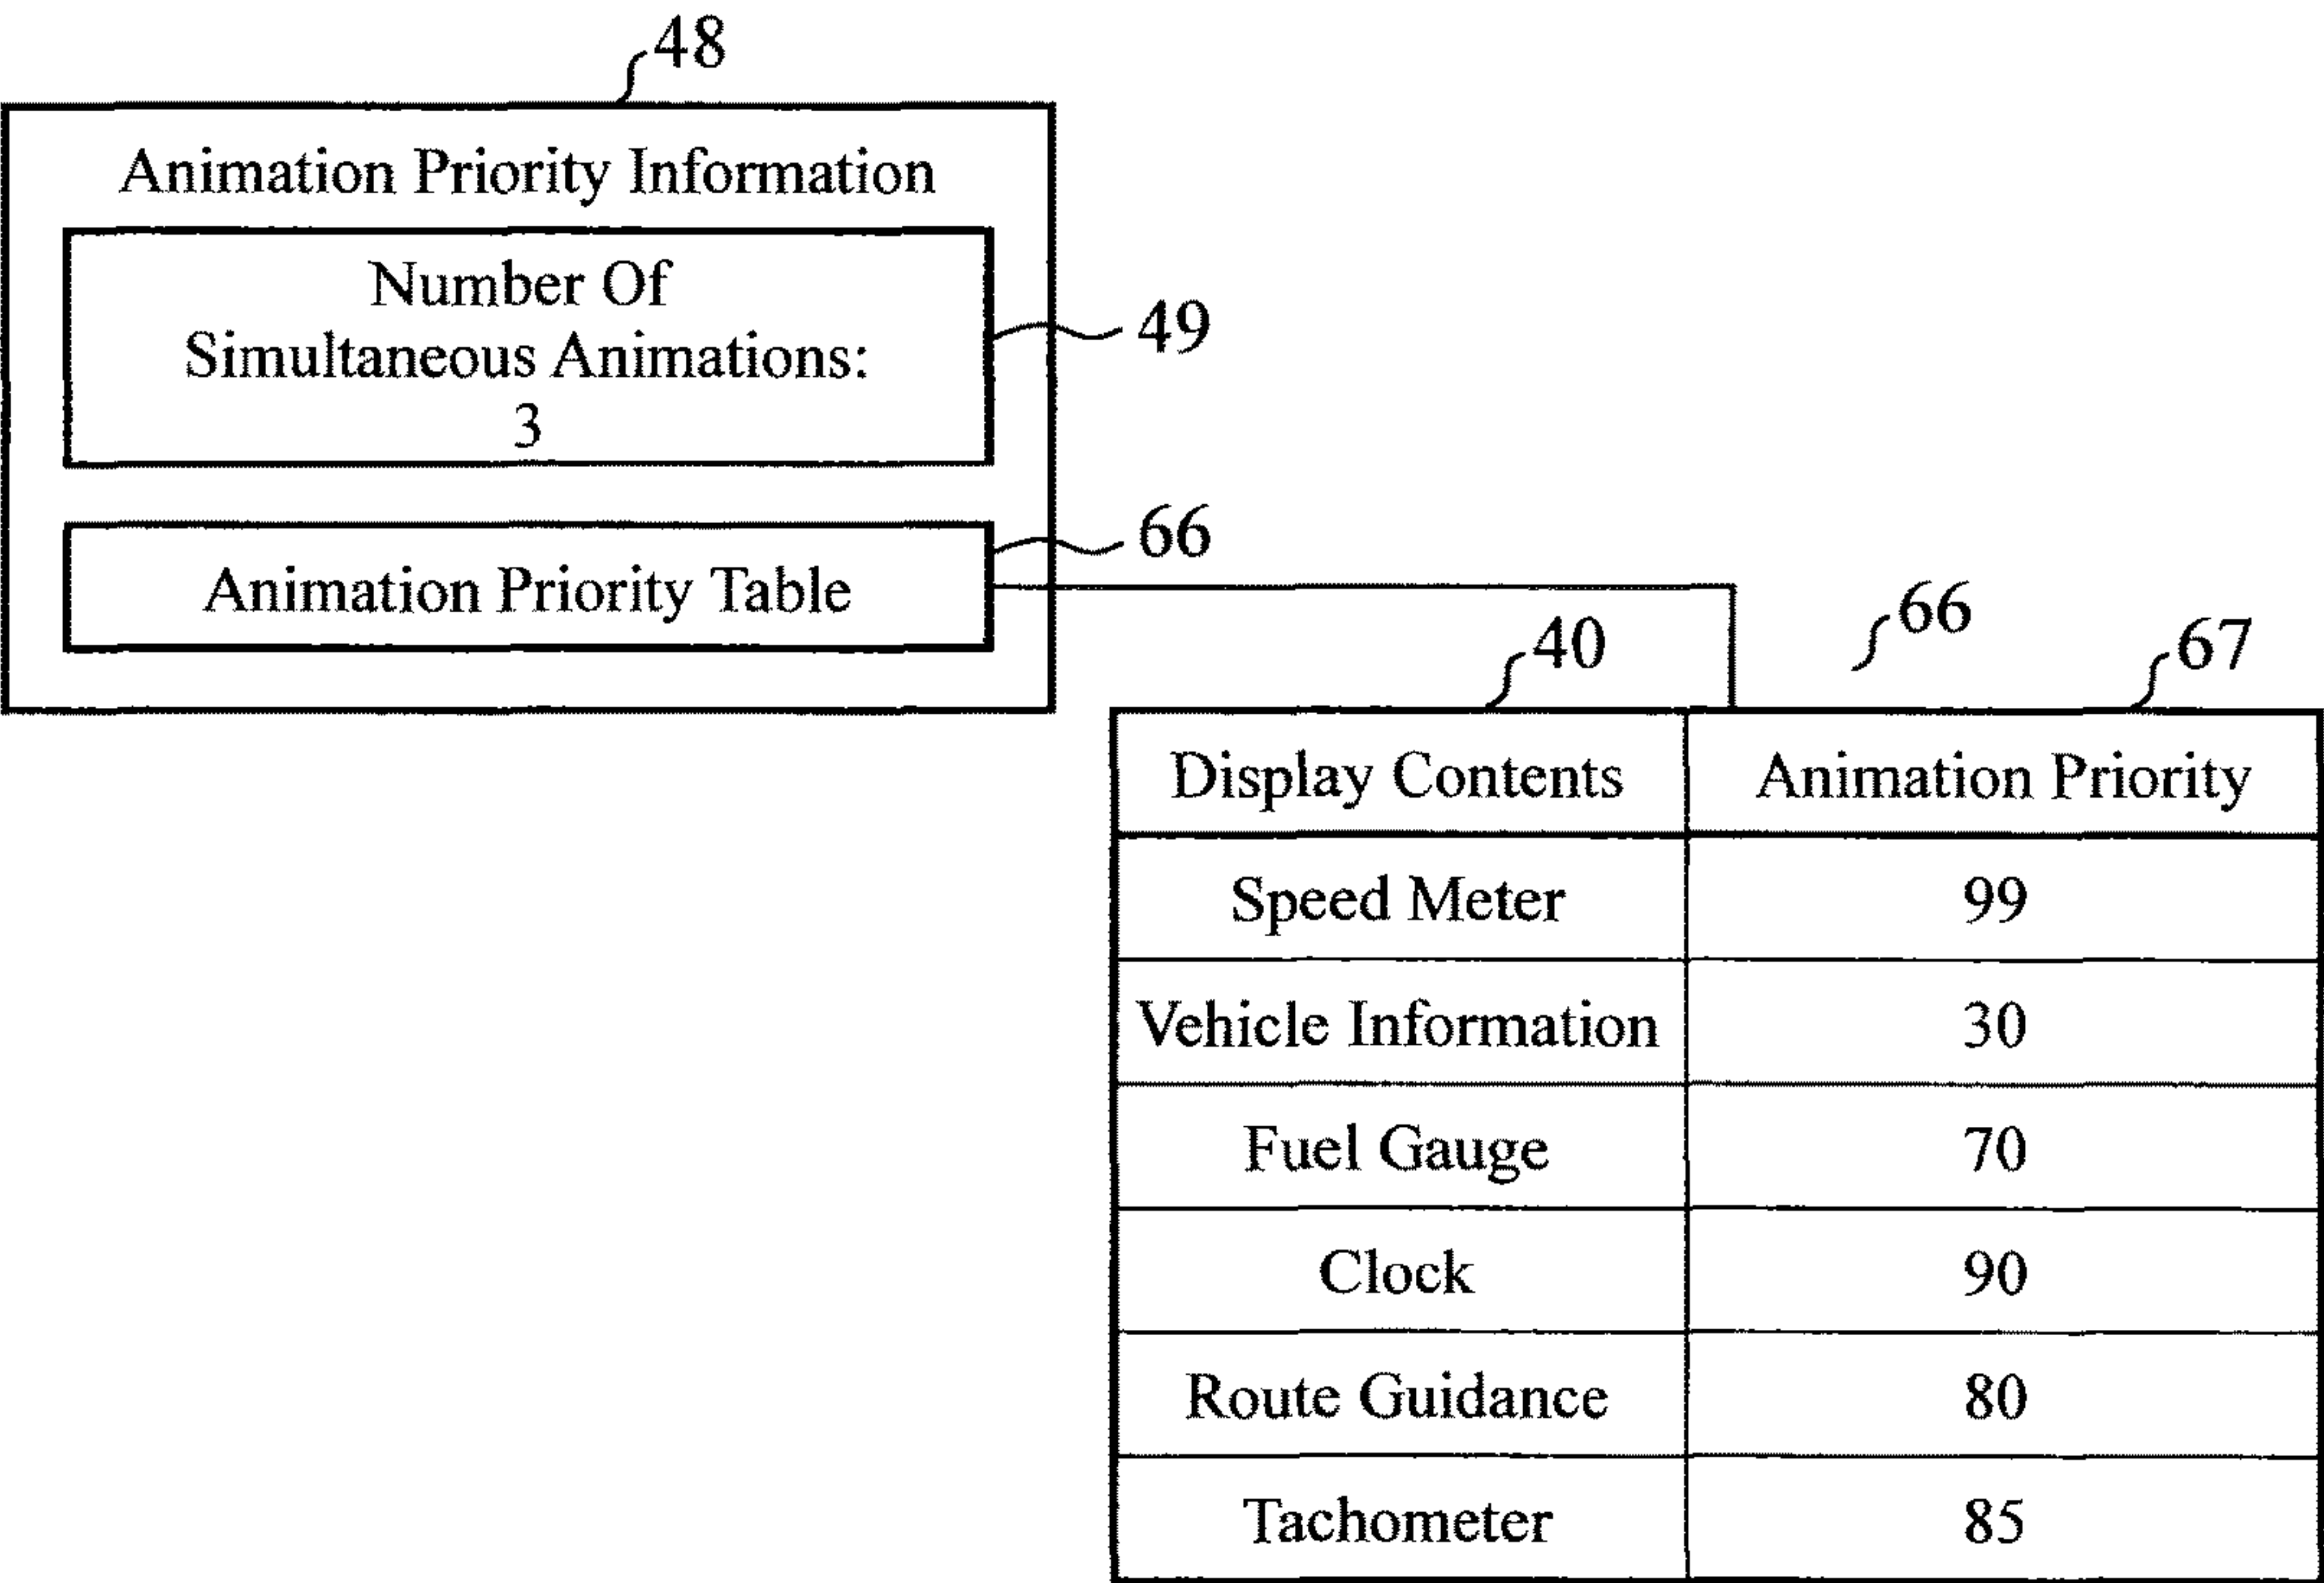 48
Animation Priority Information
Number Of
Simultaneous Animations:
3
49
Animation Priority Table
66
66
40
67
Display Contents Animation Priority
Speed Meter 99
Vehicle Information 30
Fuel Gauge 70
Clock 90
Route Guidance 80
Tachometer 85